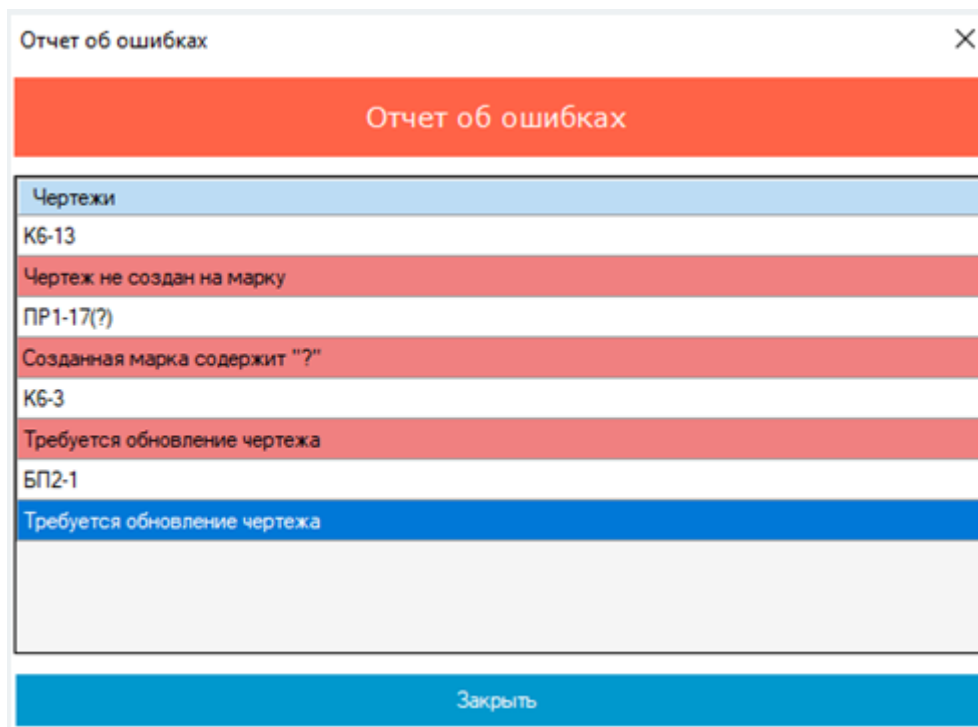 Отчет об ошибках
Отчет об ошибках
Чертежи
К6-13
Чертеж не создан на марку
ПР1-17(?)
Созданная марка содержит "?"
К6-3
Требуется обновление чертежа
БП2-1
Требуется обновление чертежа
Закрыть